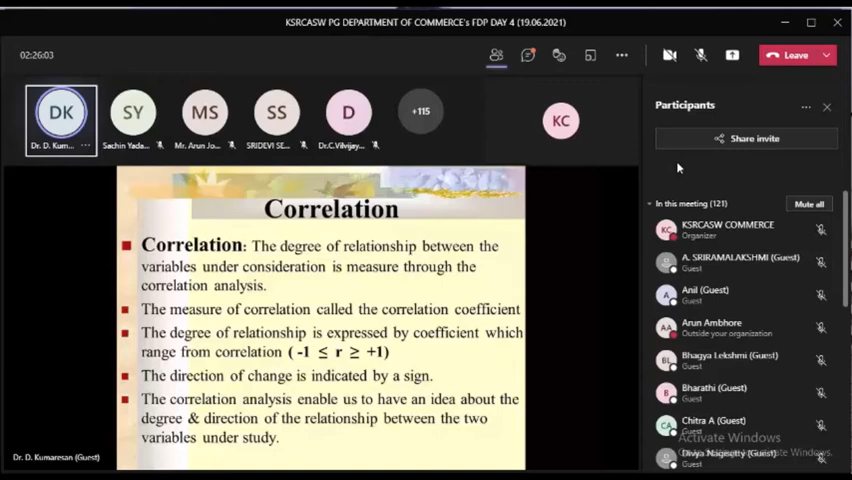 KSRCASW PG DEPARTMENT OF COMMERCE's FDP DAY 4 (19.06.2021)
02:26:03
Leave
DK
SY
MS
SS
D
+115
KC
Dr. D. Kum...
Sachin Yada...
Mr. Arun Jo...
SRIDEVI SE...
Dr.C.Vilvijay...
Participants
Share invite
In this meeting (121)
Mute all
KC
KSRCASW COMMERCE
Organizer
A. SRIRAMALAKSHMI (Guest)
Guest
A
Anil (Guest)
Guest
AA
Arun Ambhore
Outside your organization
BL
Bhagya Lekshmi (Guest)
Guest
B
Bharathi (Guest)
Guest
CA
Chitra A (Guest)
Guest
Divya Nagisetty (Guest)
Guest
Activate Windows
Correlation
Correlation: The degree of relationship between the
variables under consideration is measure through the
correlation analysis.
The measure of correlation called the correlation coefficient
The degree of relationship is expressed by coefficient which
range from correlation ( -1 ≤ r ≥ +1)
The direction of change is indicated by a sign.
The correlation analysis enable us to have an idea about the
degree & direction of the relationship between the two
variables under study.
Dr. D. Kumaresan (Guest)